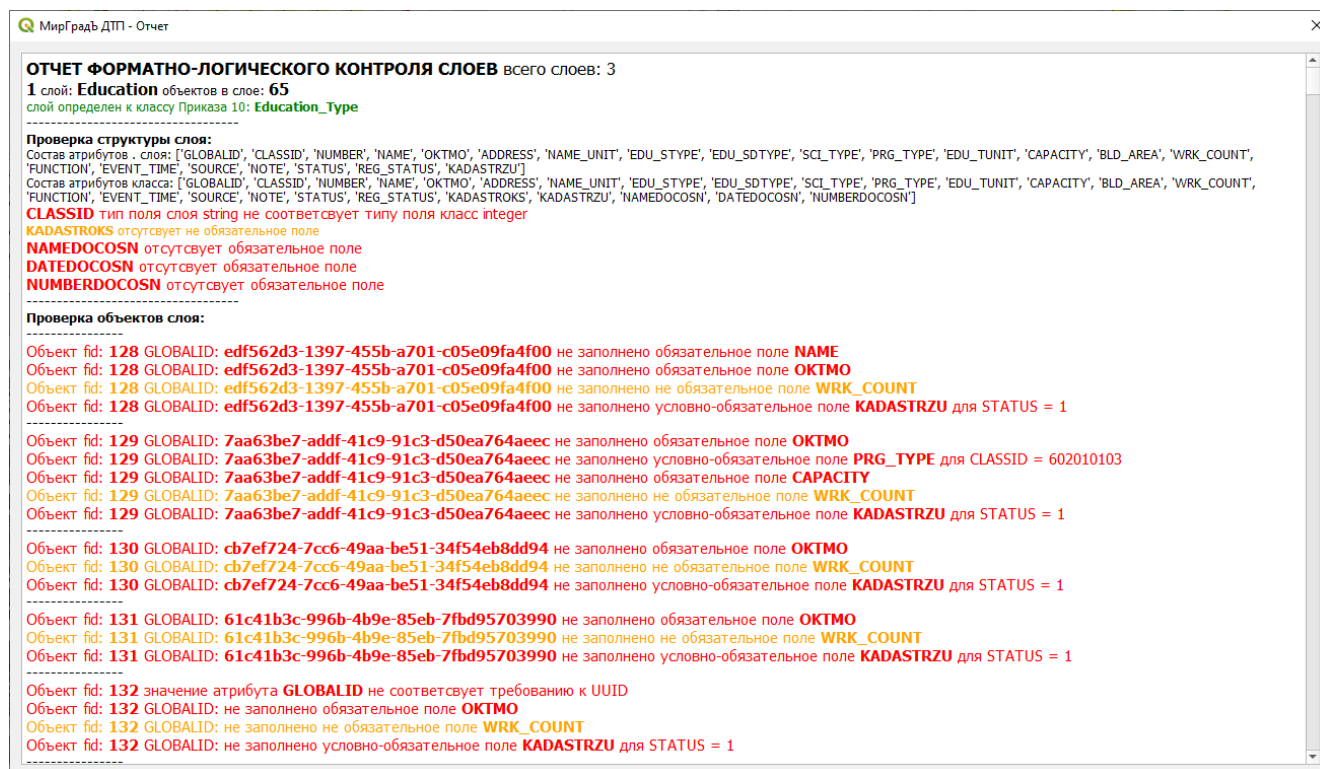 МирГрадЪ ДТП - Отчет
ОТЧЕТ ФОРМАТНО-ЛОГИЧЕСКОГО КОНТРОЛЯ СЛОЕВ всего слоев: 3
1 слой: Education объектов в слое: 65
слой определен к классу Приказа 10: Education_Type
-----------------------------------
Проверка структуры слоя:
Состав атрибутов . слоя: ['GLOBALID', 'CLASSID', 'NUMBER', 'NAME', 'OKTMO', 'ADDRESS', 'NAME_UNIT', 'EDU_STYPE', 'EDU_SDTYPE', 'SCI_TYPE', 'PRG_TYPE', 'EDU_TUNIT', 'CAPACITY', 'BLD_AREA', 'WRK_COUNT',
'FUNCTION', 'EVENT_TIME', 'SOURCE', 'NOTE', 'STATUS', 'REG_STATUS', 'KADASTRZU']
Состав атрибутов класса: ['GLOBALID', 'CLASSID', 'NUMBER', 'NAME', 'OKTMO', 'ADDRESS', 'NAME_UNIT', 'EDU_STYPE', 'EDU_SDTYPE', 'SCI_TYPE', 'PRG_TYPE', 'EDU_TUNIT', 'CAPACITY', 'BLD_AREA', 'WRK_COUNT',
'FUNCTION', 'EVENT_TIME', 'SOURCE', 'NOTE', 'STATUS', 'REG_STATUS', 'KADASTROKS', 'KADASTRZU', 'NAMEDOCOSN', 'DATEDOCOSN', 'NUMBERDOCOSN']
CLASSID тип поля слоя string не соответсвует типу поля класс integer
KADASTROKS отсутсвует не обязательное поле
NAMEDOCOSN отсутсвует обязательное поле
DATEDOCOSN отсутсвует обязательное поле
NUMBERDOCOSN отсутсвует обязательное поле
-----------------------------------
Проверка объектов слоя:
----------------
Объект fid: 128 GLOBALID: edf562d3-1397-455b-a701-c05e09fa4f00 не заполнено обязательное поле NAME
Объект fid: 128 GLOBALID: edf562d3-1397-455b-a701-c05e09fa4f00 не заполнено обязательное поле OKTMO
Объект fid: 128 GLOBALID: edf562d3-1397-455b-a701-c05e09fa4f00 не заполнено не обязательное поле WRK_COUNT
Объект fid: 128 GLOBALID: edf562d3-1397-455b-a701-c05e09fa4f00 не заполнено условно-обязательное поле KADASTRZU для STATUS = 1
----------------
Объект fid: 129 GLOBALID: 7aa63be7-addf-41c9-91c3-d50ea764aeec не заполнено обязательное поле OKTMO
Объект fid: 129 GLOBALID: 7aa63be7-addf-41c9-91c3-d50ea764aeec не заполнено условно-обязательное поле PRG_TYPE для CLASSID = 602010103
Объект fid: 129 GLOBALID: 7aa63be7-addf-41c9-91c3-d50ea764aeec не заполнено обязательное поле CAPACITY
Объект fid: 129 GLOBALID: 7aa63be7-addf-41c9-91c3-d50ea764aeec не заполнено не обязательное поле WRK_COUNT
Объект fid: 129 GLOBALID: 7aa63be7-addf-41c9-91c3-d50ea764aeec не заполнено условно-обязательное поле KADASTRZU для STATUS = 1
----------------
Объект fid: 130 GLOBALID: cb7ef724-7cc6-49aa-be51-34f54eb8dd94 не заполнено обязательное поле OKTMO
Объект fid: 130 GLOBALID: cb7ef724-7cc6-49aa-be51-34f54eb8dd94 не заполнено не обязательное поле WRK_COUNT
Объект fid: 130 GLOBALID: cb7ef724-7cc6-49aa-be51-34f54eb8dd94 не заполнено условно-обязательное поле KADASTRZU для STATUS = 1
----------------
Объект fid: 131 GLOBALID: 61c41b3c-996b-4b9e-85eb-7fbd95703990 не заполнено обязательное поле OKTMO
Объект fid: 131 GLOBALID: 61c41b3c-996b-4b9e-85eb-7fbd95703990 не заполнено не обязательное поле WRK_COUNT
Объект fid: 131 GLOBALID: 61c41b3c-996b-4b9e-85eb-7fbd95703990 не заполнено условно-обязательное поле KADASTRZU для STATUS = 1
----------------
Объект fid: 132 значение атрибута GLOBALID не соответсвует требованию к UUID
Объект fid: 132 GLOBALID: не заполнено обязательное поле OKTMO
Объект fid: 132 GLOBALID: не заполнено не обязательное поле WRK_COUNT
Объект fid: 132 GLOBALID: не заполнено условно-обязательное поле KADASTRZU для STATUS = 1
----------------